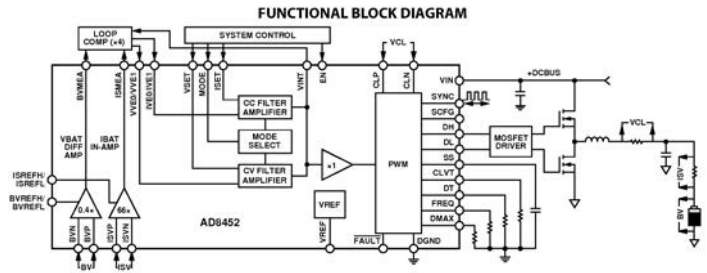 FUNCTIONAL BLOCK DIAGRAM
LOOP
COMP (×4)
SYSTEM CONTROL
VCL
BVMEA
ISMEA
VVE0/VVE1
IVE0/IVE1
VSET
MODE
ISET
VINT
EN
CLP
CLN
VIN
+DCBUS
SYNC
SCFG
DH
DL
SS
CLVT
DT
FREQ
DMAX
CC FILTER
AMPLIFIER
MODE
SELECT
CV FILTER
AMPLIFIER
VBAT
DIFF
AMP
IBAT
IN-AMP
×1
PWM
MOSFET
DRIVER
VCL
ISV
BV
ISREFH/
ISREFL
BVREFH/
BVREFL
0.4×
66×
AD8452
VREF
VREF
FAULT
DGND
BVN
BVP
ISVP
ISVN
BV
ISV